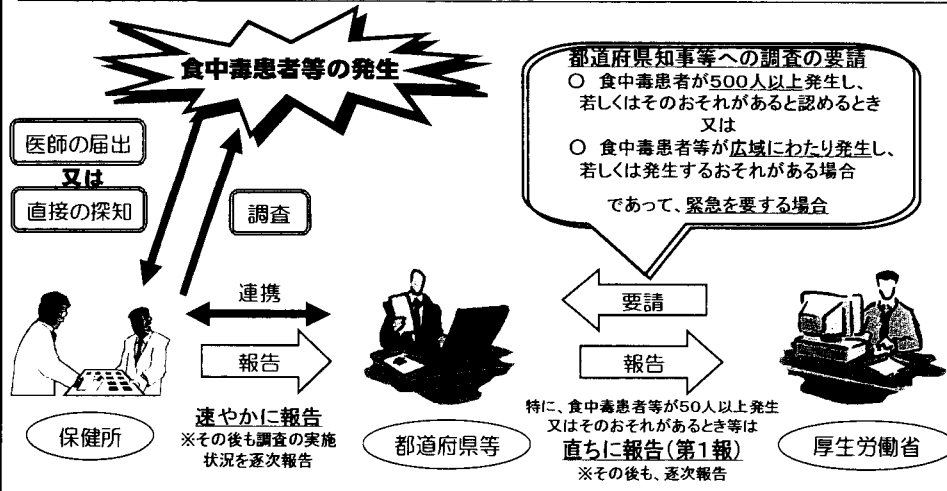 食中毒患者等の発生
医師の届出
又は
直接の探知
調査
都道府県知事等への調査の要請
○ 食中毒患者が500人以上発生し、
若しくはそのおそれがあると認めるとき
又は
○ 食中毒患者等が広域にわたり発生し、
若しくは発生するおそれがある場合
であって、緊急を要する場合
連携
要請
報告
報告
速やかに報告
※その後も調査の実施
状況を逐次報告
特に、食中毒患者等が50人以上発生
又はそのおそれがあるとき等は
直ちに報告(第1報)
※その後も、逐次報告
保健所
都道府県等
厚生労働省